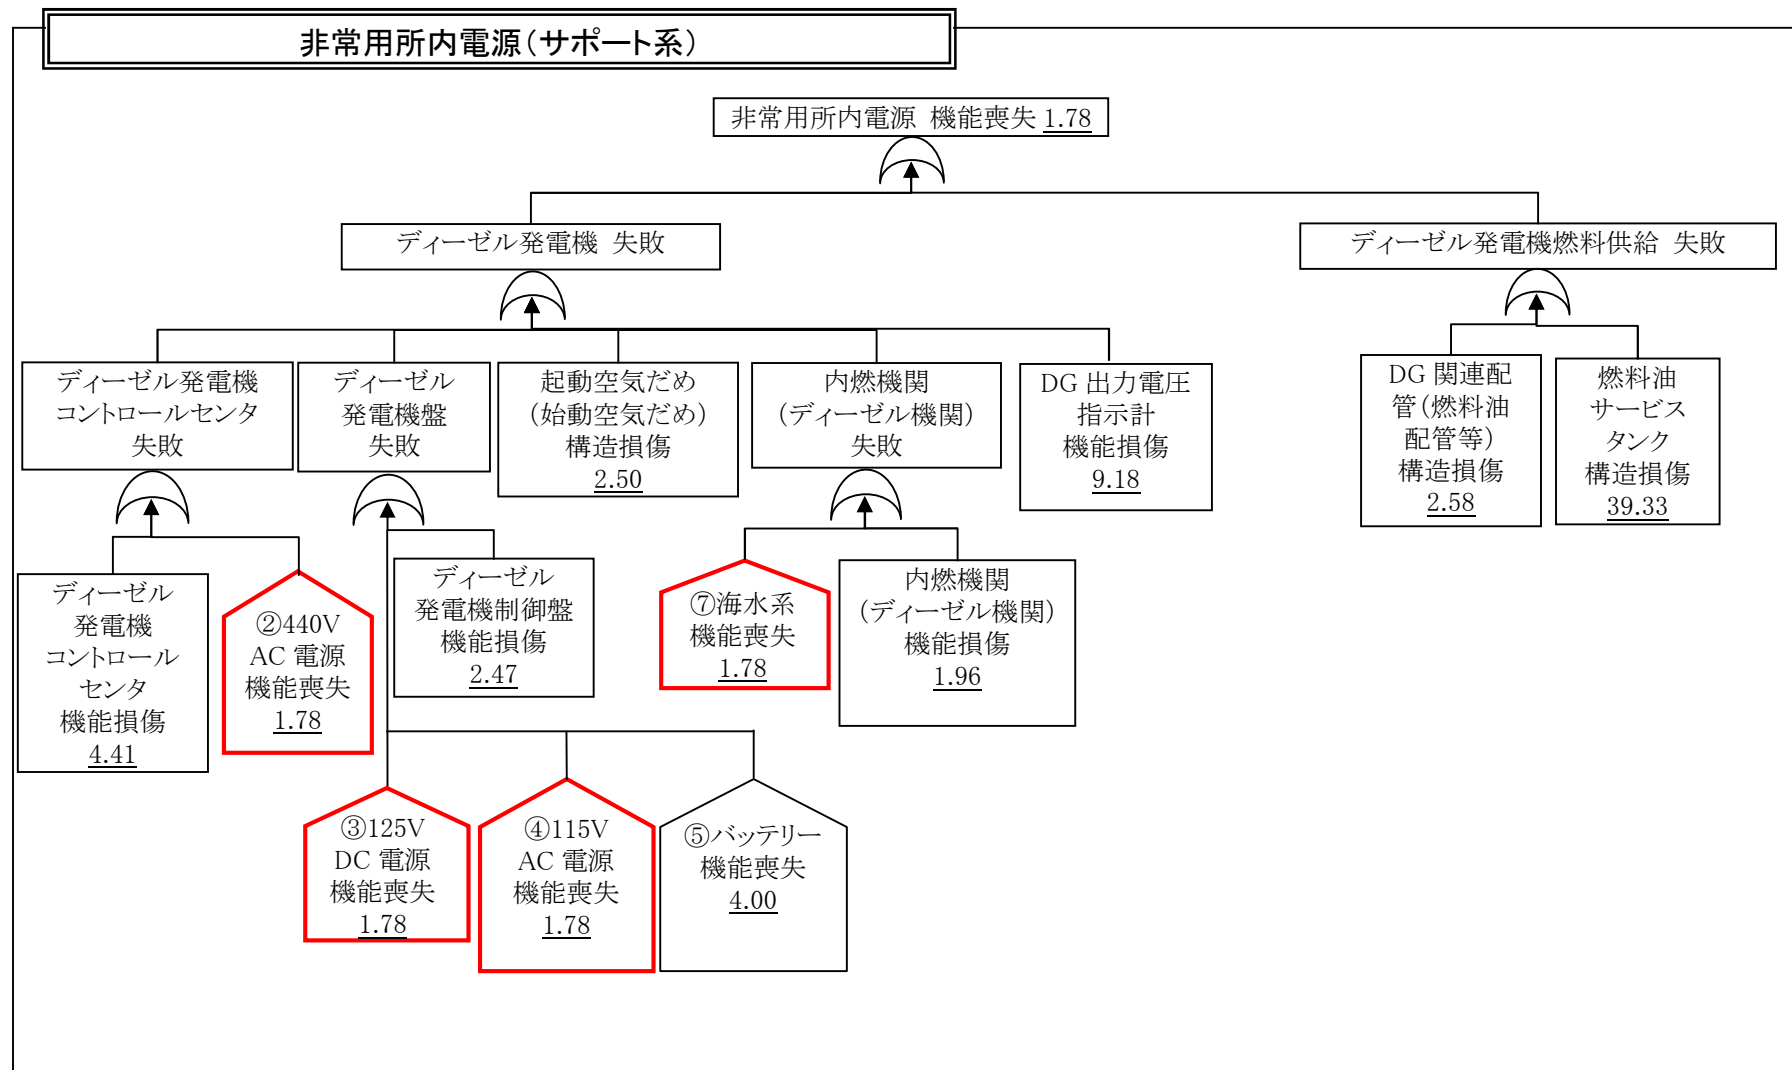 非常用所内電源(サポート系)
非常用所内電源 機能喪失 1.78
ディーゼル発電機 失敗
ディーゼル発電機燃料供給 失敗
ディーゼル発電機
コントロールセンタ
失敗
ディーゼル
発電機盤
失敗
起動空気だめ
(始動空気だめ)
構造損傷
2.50
内燃機関
(ディーゼル機関)
失敗
DG 出力電圧
指示計
機能損傷
9.18
DG 関連配
管(燃料油
配管等)
構造損傷
2.58
燃料油
サービス
タンク
構造損傷
39.33
ディーゼル
発電機
コントロール
センタ
機能損傷
4.41
②440V
AC 電源
機能喪失
1.78
ディーゼル
発電機制御盤
機能損傷
2.47
⑦海水系
機能喪失
1.78
内燃機関
(ディーゼル機関)
機能損傷
1.96
③125V
DC 電源
機能喪失
1.78
④115V
AC 電源
機能喪失
1.78
⑤バッテリー
機能喪失
4.00